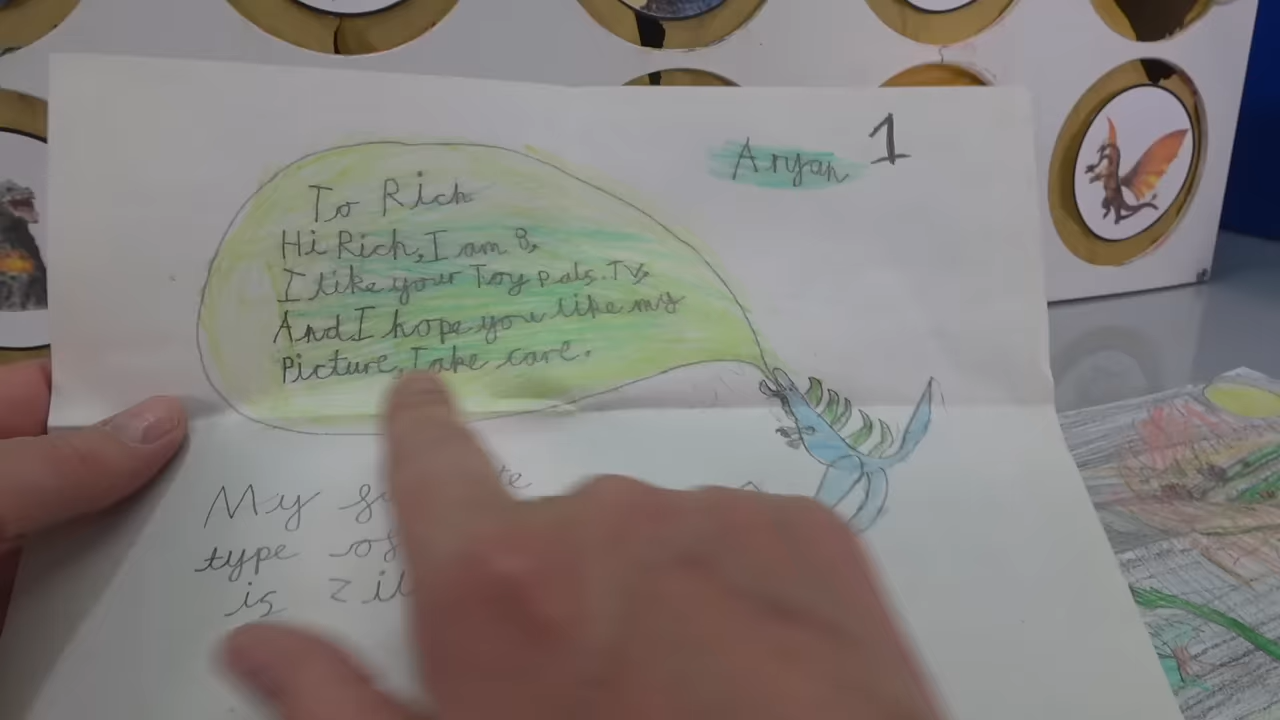 Aryan 1
To Rich
Hi Rich, I am 8,
I like your Toy pals.TV,
And I hope you like my
Picture, Take care.
My
type
is